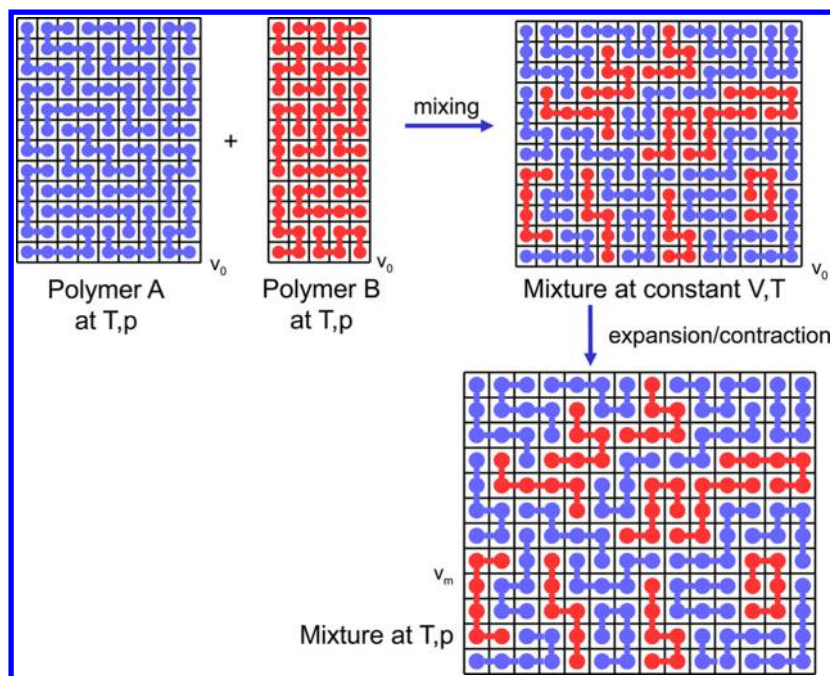 mixing
+
v₀
v₀
v₀
Polymer A
at T,p
Polymer B
at T,p
Mixture at constant V,T
expansion/contraction
vₘ
Mixture at T,p